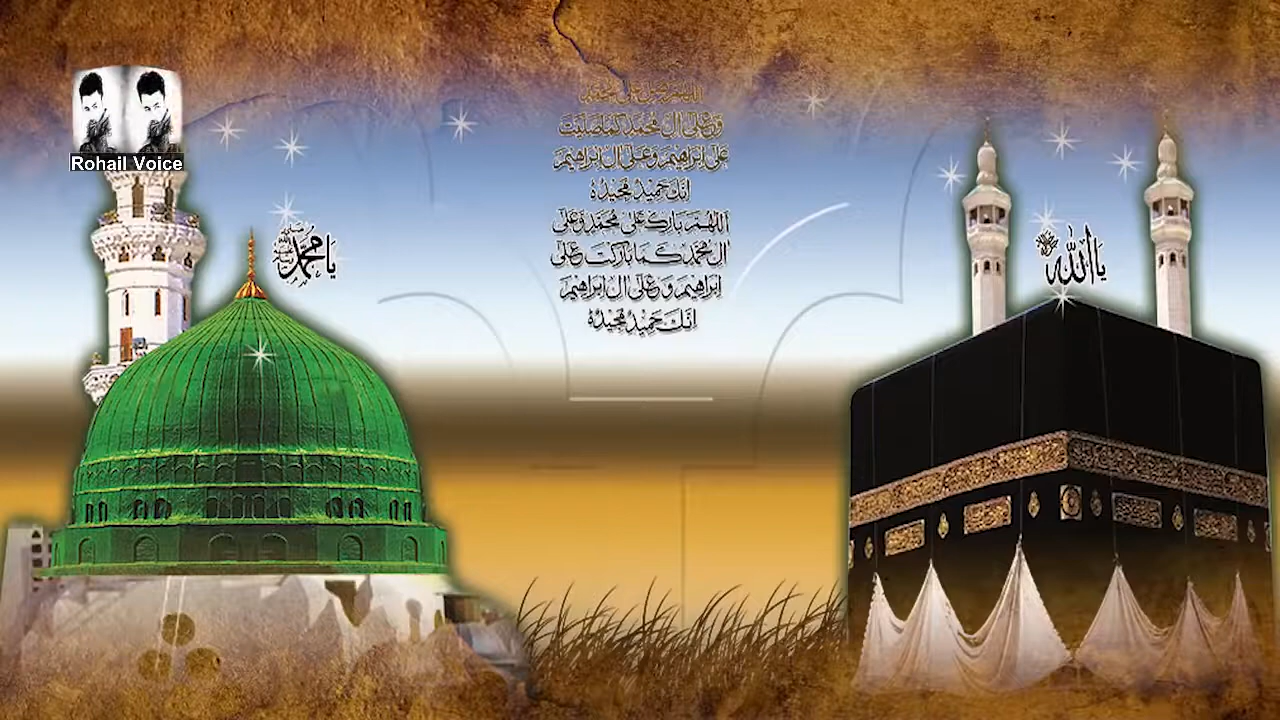 Rohail Voice
اللهم صل على محمد
وعلى ال محمد كما صليت
على ابراهيم وعلى ال ابراهيم
انك حميد مجيده
اللهم بارك على محمد وعلى
ال محمد كما باركت على
ابراهيم وعلى ال ابراهيم
انك حميد مجيده
يا محمد
يا الله